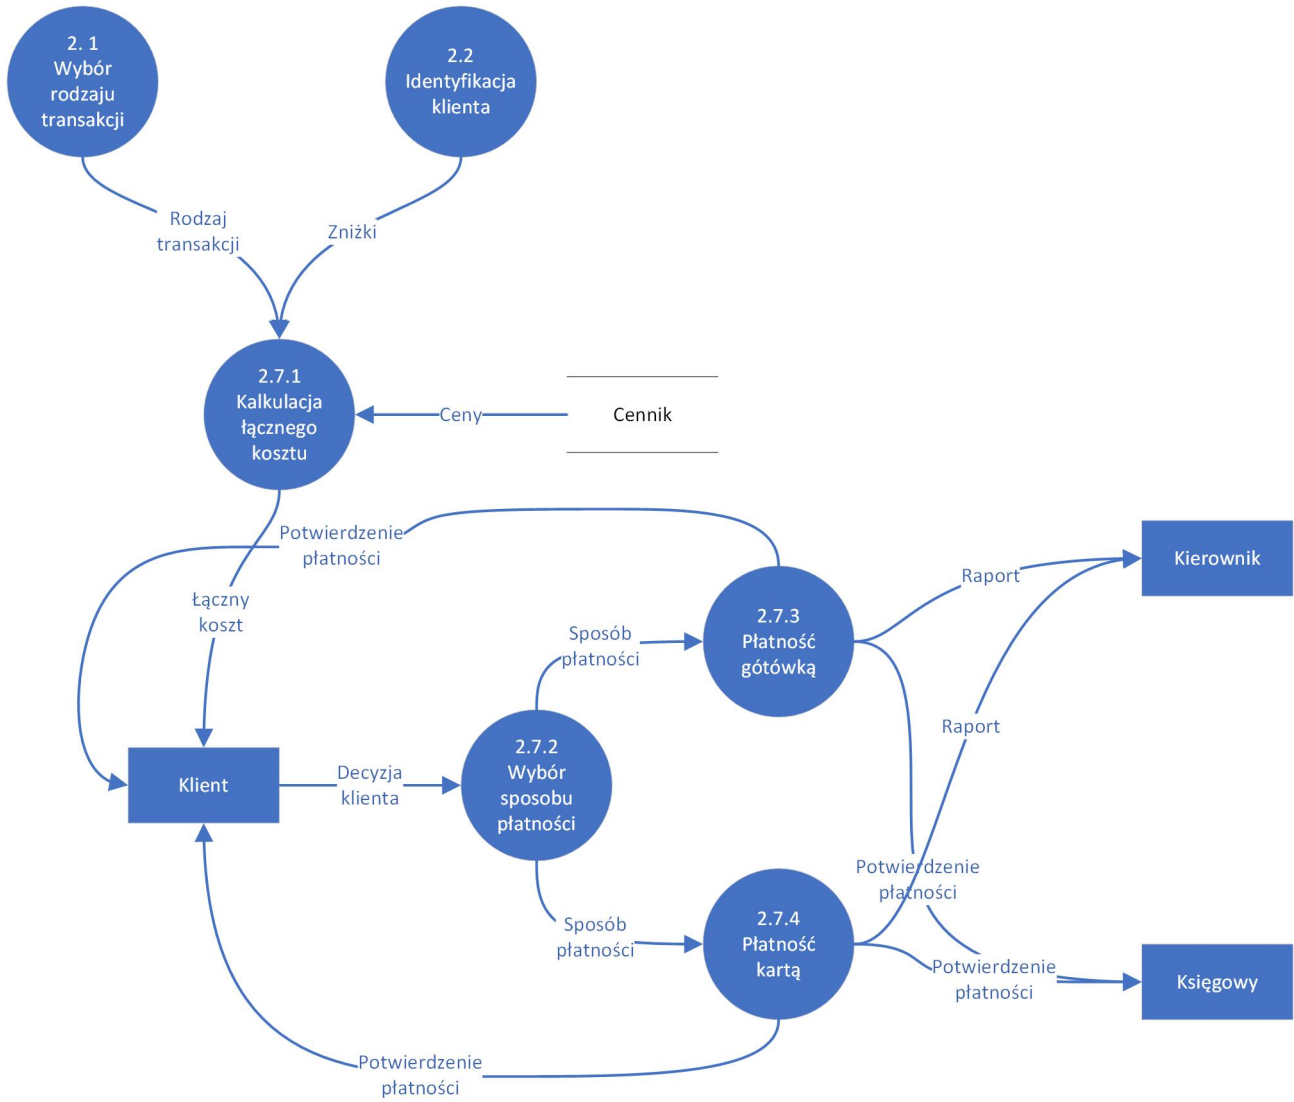 2. 1
Wybór
rodzaju
transakcji
2.2
Identyfikacja
klienta
Rodzaj
transakcji
Zniżki
2.7.1
Kalkulacja
łącznego
kosztu
Ceny
Cennik
Potwierdzenie
płatności
Łączny
koszt
Sposób
płatności
2.7.3
Płatność
gótówką
Raport
Kierownik
Raport
Klient
Decyzja
klienta
2.7.2
Wybór
sposobu
płatności
Potwierdzenie
płatności
Sposób
płatności
2.7.4
Płatność
kartą
Potwierdzenie
płatności
Księgowy
Potwierdzenie
płatności